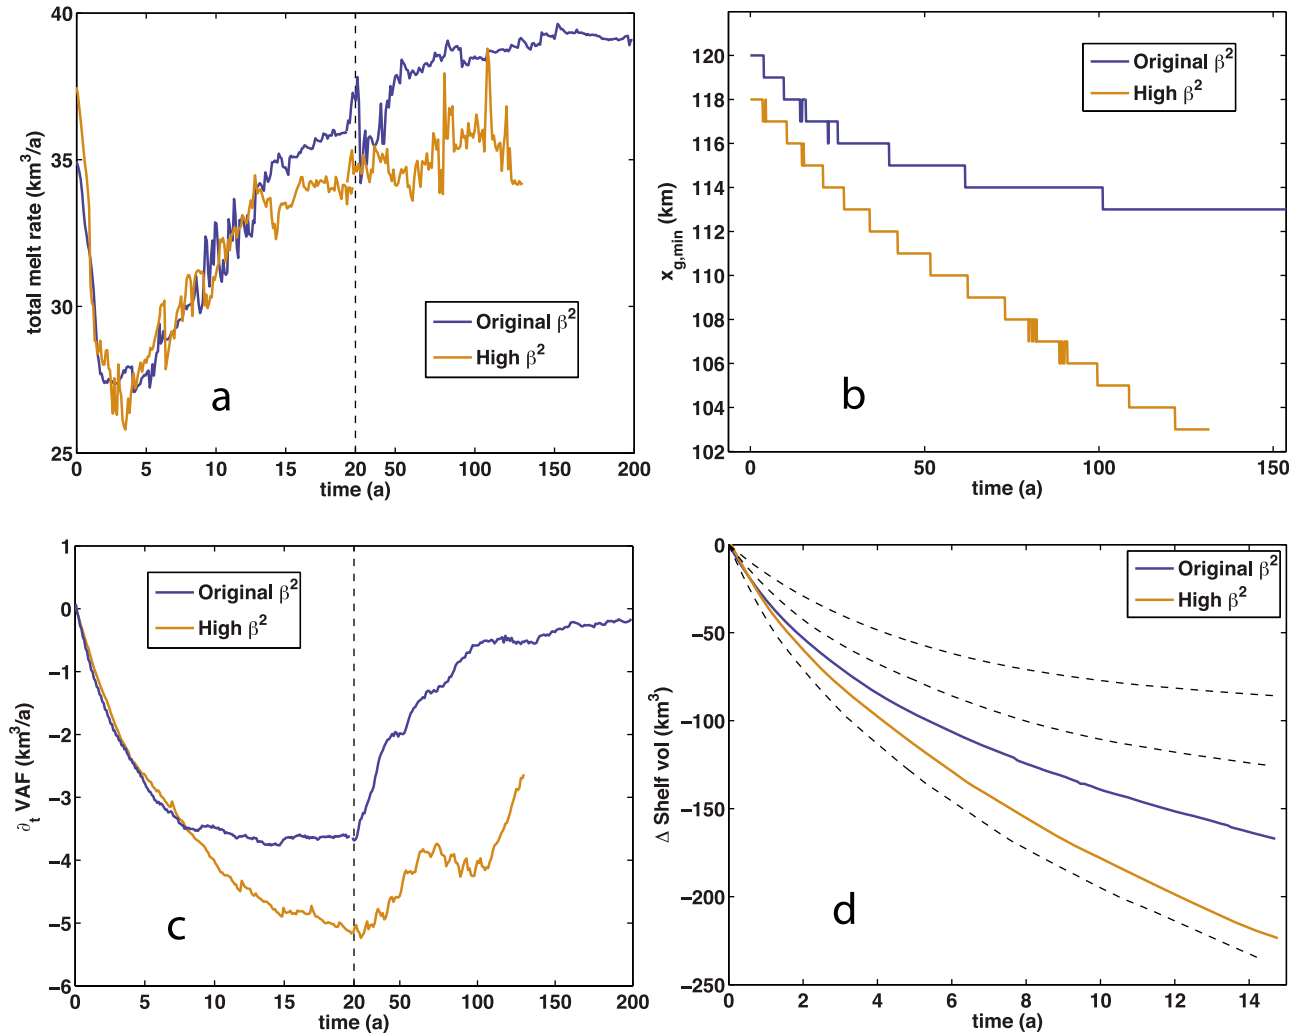 40
35
30
25
total melt rate (km³/a)
0 5 10 15 20 50 100 150 200
time (a)
Original β²
High β²
a
120
118
116
114
112
110
108
106
104
102
x_g,min (km)
0 50 100 150
time (a)
Original β²
High β²
b
1
0
−1
−2
−3
−4
−5
−6
∂_t VAF (km³/a)
0 5 10 15 20 50 100 150 200
time (a)
Original β²
High β²
c
0
−50
−100
−150
−200
−250
Δ Shelf vol (km³)
0 2 4 6 8 10 12 14
time (a)
Original β²
High β²
d